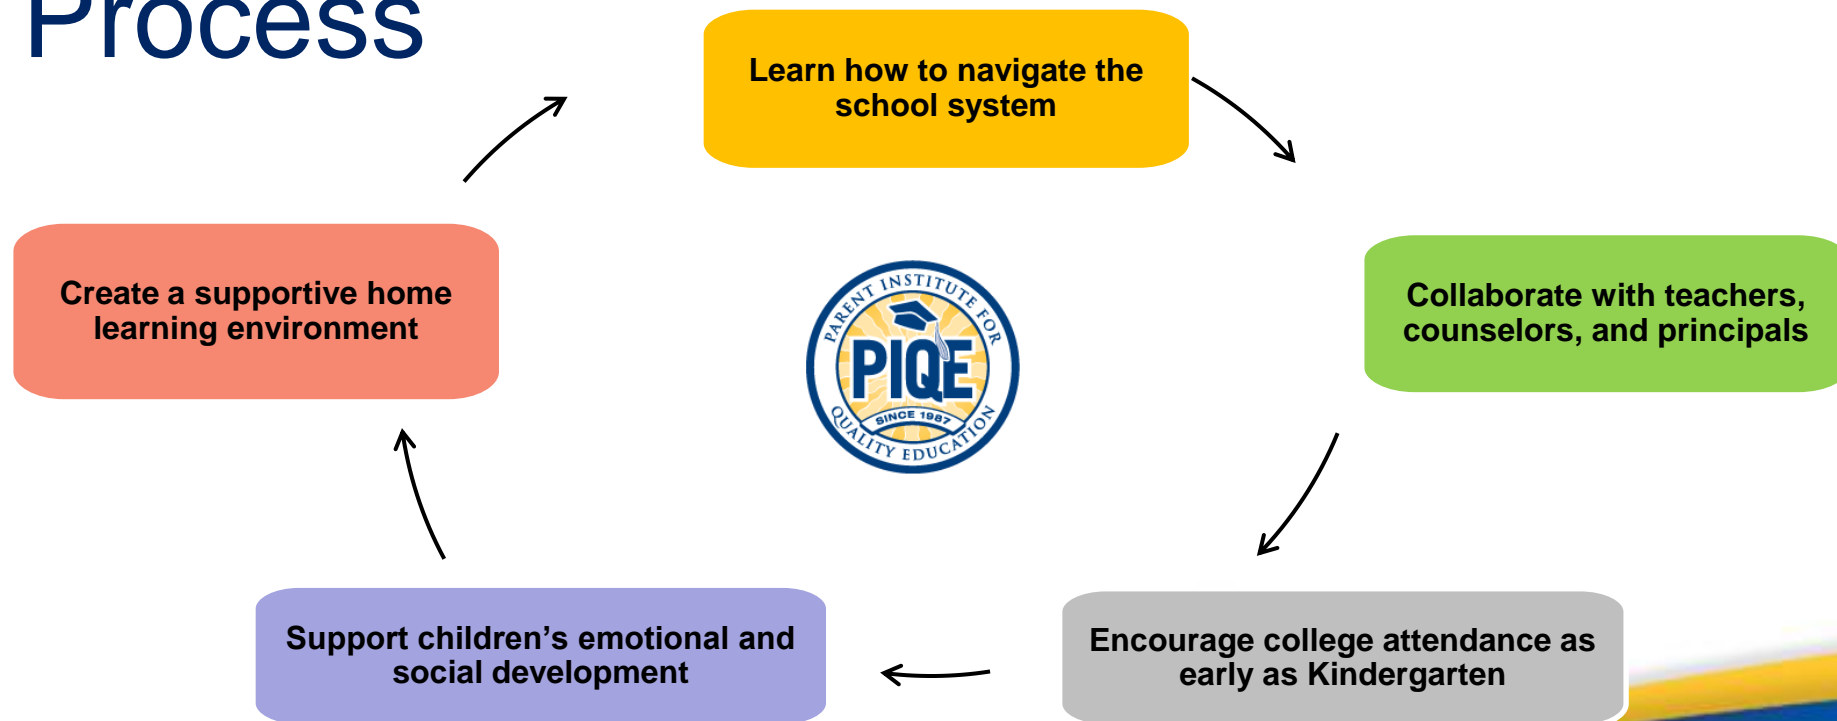 Process
Learn how to navigate the
school system
Collaborate with teachers,
counselors, and principals
Encourage college attendance as
early as Kindergarten
Support children’s emotional and
social development
Create a supportive home
learning environment
PARENT INSTITUTE FOR
PIQE
SINCE 1987
QUALITY EDUCATION